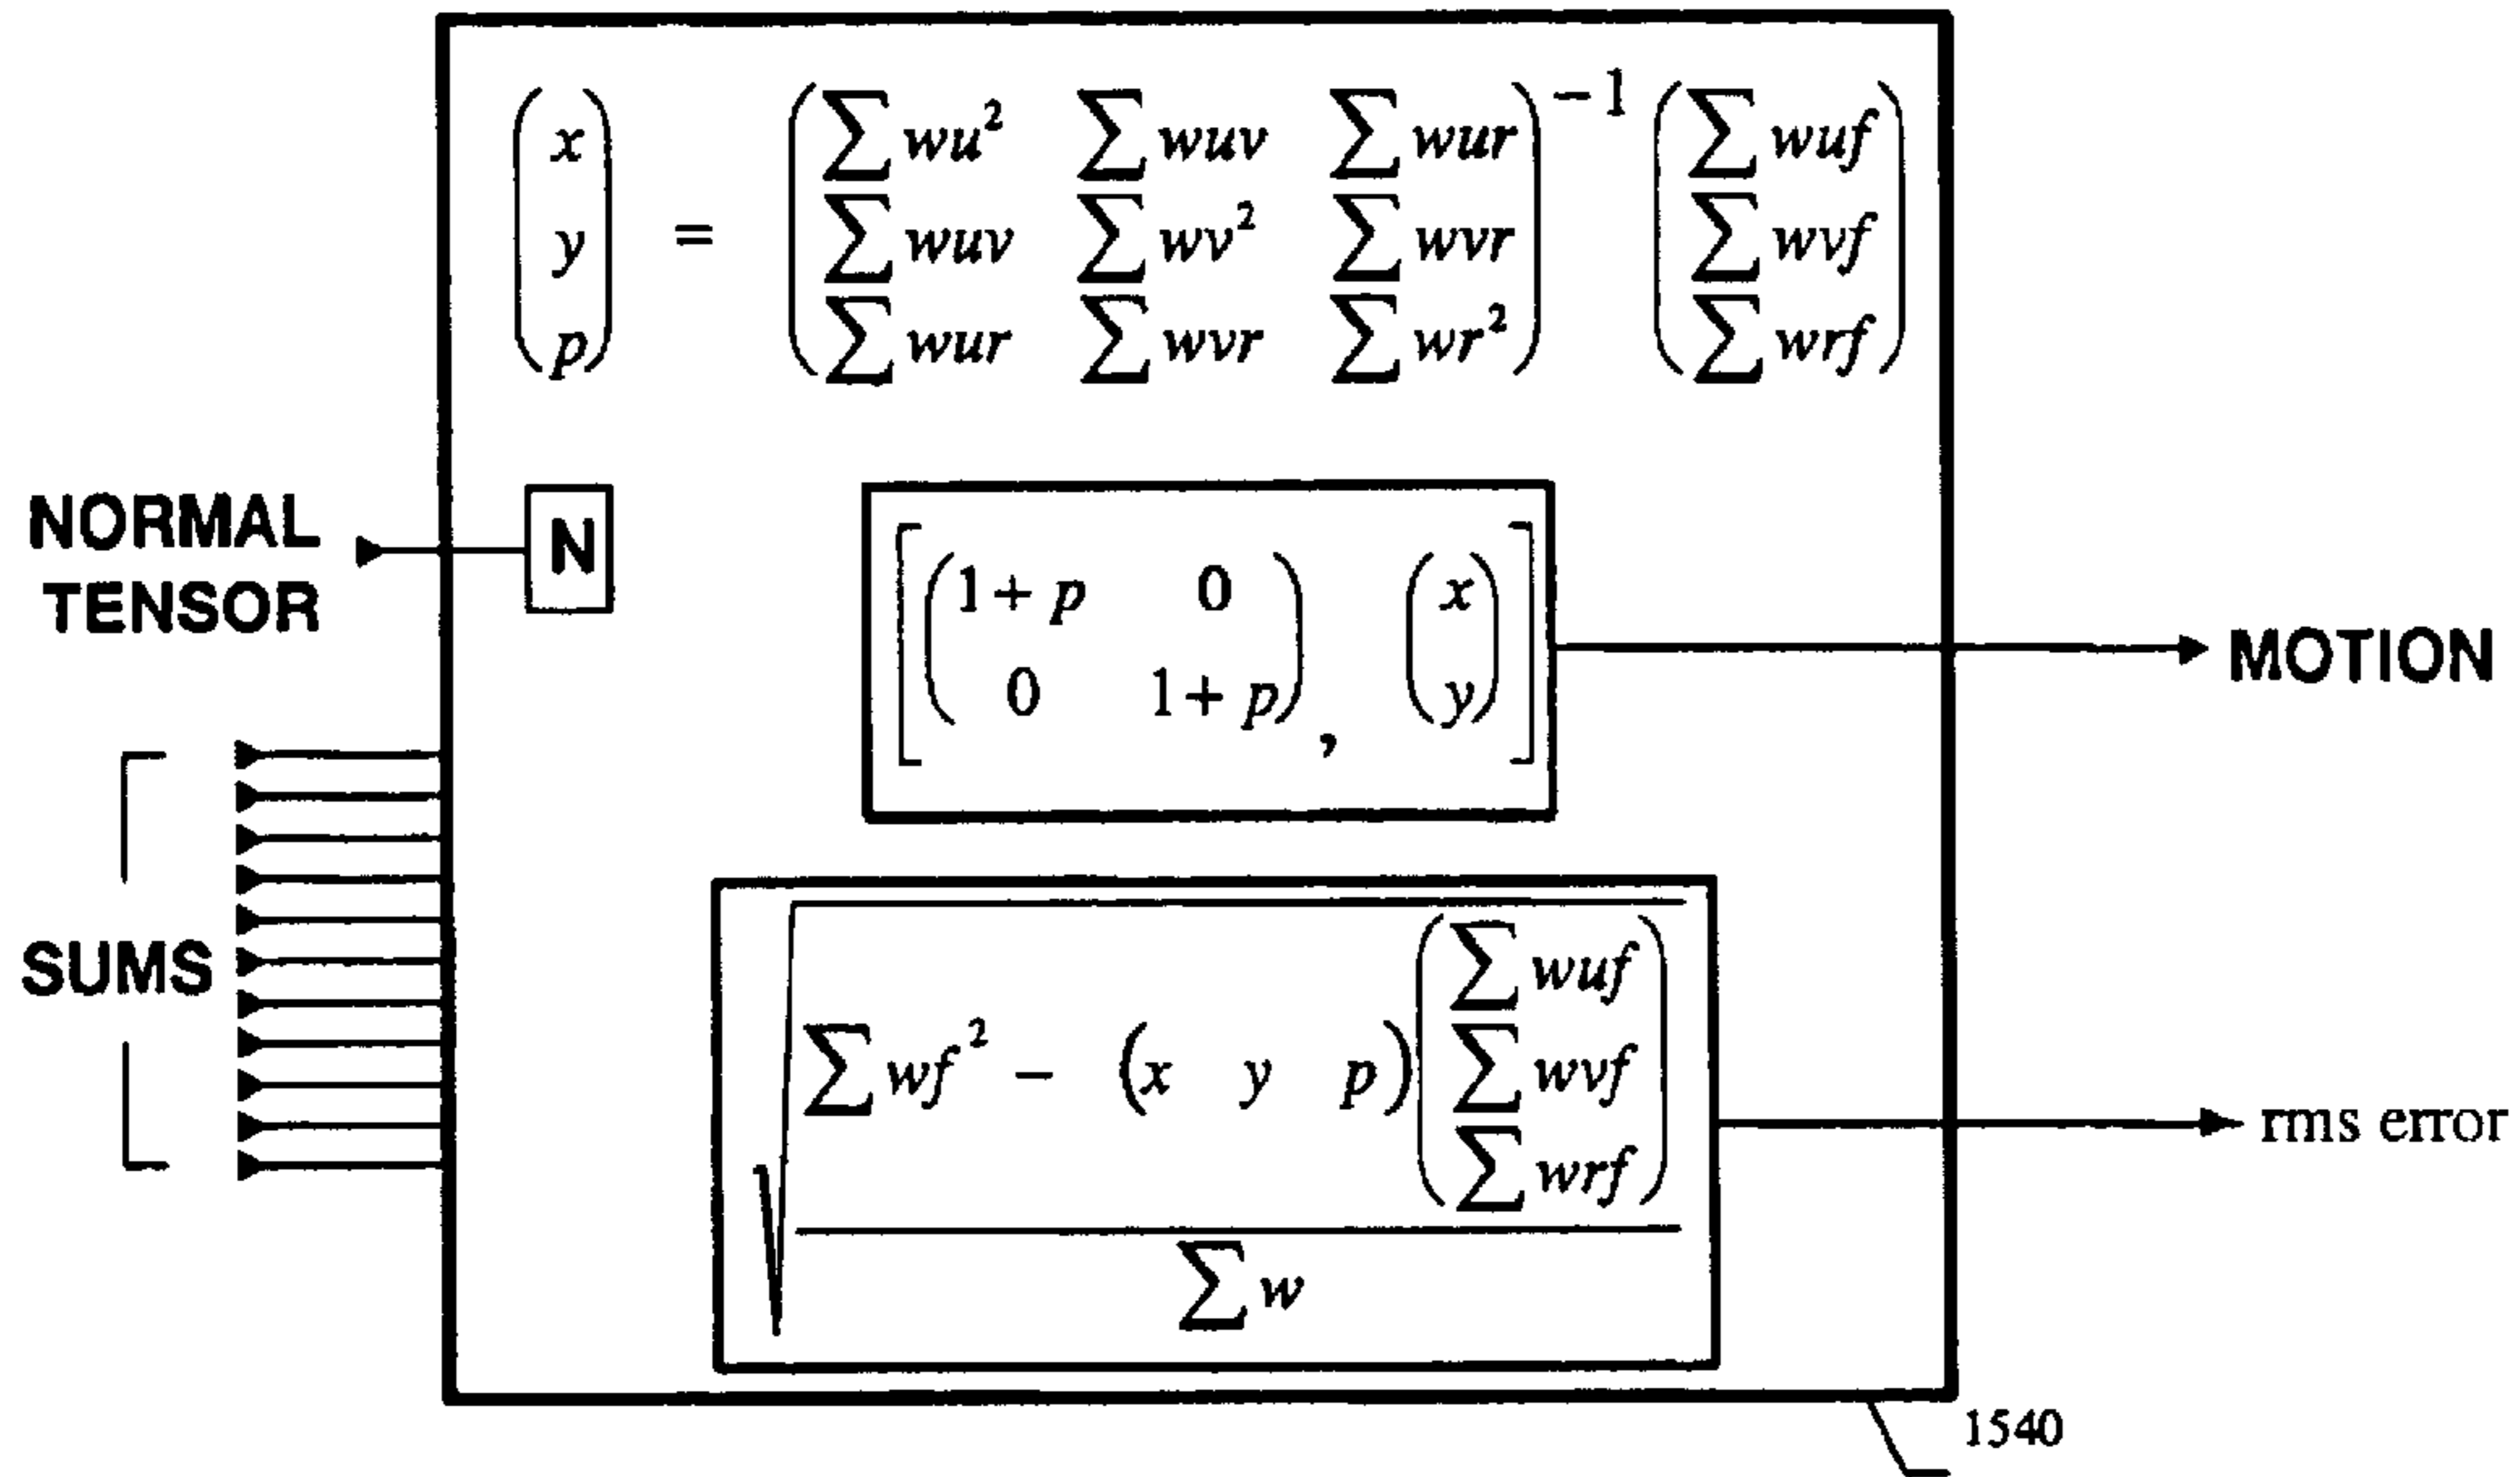 x
y
p
=
∑wu² ∑wuv ∑wur
∑wuv ∑wv² ∑wvr
∑wur ∑wvr ∑wr²
−1
∑wuf
∑wvf
∑wrf
NORMAL
TENSOR
N
1+p 0
0 1+p
,
x
y
MOTION
SUMS
∑wf² − (x y p)
∑wuf
∑wvf
∑wrf
∑w
rms error
1540